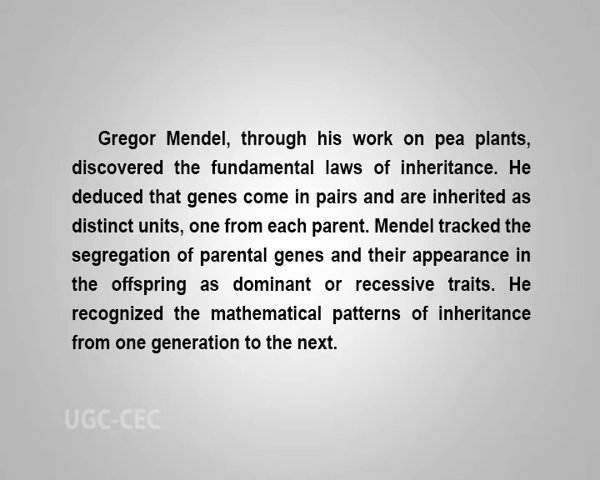 Gregor Mendel, through his work on pea plants,
discovered the fundamental laws of inheritance. He
deduced that genes come in pairs and are inherited as
distinct units, one from each parent. Mendel tracked the
segregation of parental genes and their appearance in
the offspring as dominant or recessive traits. He
recognized the mathematical patterns of inheritance
from one generation to the next.
UGC-CEC